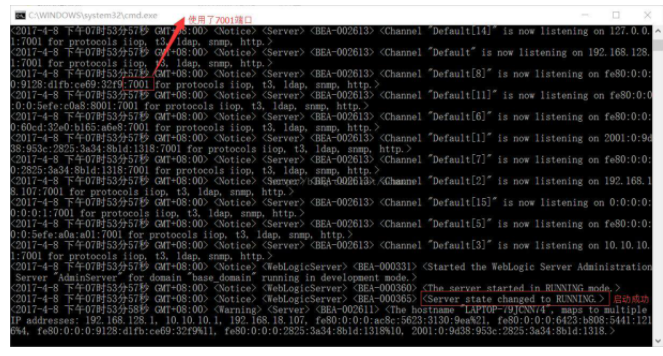 C:\WINDOWS\system32\cmd.exe
使用了7001端口
<2017-4-8 下午07时53分57秒 GMT+08:00> <Notice> <Server> <BEA-002613> <Channel "Default[14]" is now listening on 127.0.0.
1:7001 for protocols iiop, t3, ldap, snmp, http.>
<2017-4-8 下午07时53分57秒 GMT+08:00> <Notice> <Server> <BEA-002613> <Channel "Default" is now listening on 192.168.128.
1:7001 for protocols iiop, t3, ldap, snmp, http.>
<2017-4-8 下午07时53分57秒 GMT+08:00> <Notice> <Server> <BEA-002613> <Channel "Default[8]" is now listening on fe80:0:0:
0:9128:d1fb:ce69:32f9:7001 for protocols iiop, t3, ldap, snmp, http.>
<2017-4-8 下午07时53分57秒 GMT+08:00> <Notice> <Server> <BEA-002613> <Channel "Default[11]" is now listening on fe80:0:0
:0:0:5efe:c0a8:8001:7001 for protocols iiop, t3, ldap, snmp, http.>
<2017-4-8 下午07时53分57秒 GMT+08:00> <Notice> <Server> <BEA-002613> <Channel "Default[6]" is now listening on fe80:0:0:
0:60cd:32e0:b165:a6e8:7001 for protocols iiop, t3, ldap, snmp, http.>
<2017-4-8 下午07时53分57秒 GMT+08:00> <Notice> <Server> <BEA-002613> <Channel "Default[1]" is now listening on 2001:0:9d
38:953c:2825:3a34:8b1d:1318:7001 for protocols iiop, t3, ldap, snmp, http.>
<2017-4-8 下午07时53分57秒 GMT+08:00> <Notice> <Server> <BEA-002613> <Channel "Default[7]" is now listening on fe80:0:0:
0:2825:3a34:8b1d:1318:7001 for protocols iiop, t3, ldap, snmp, http.>
<2017-4-8 下午07时53分57秒 GMT+08:00> <Notice> <Server> <BEA-002613> <Channel "Default[2]" is now listening on 192.168.1
8.107:7001 for protocols iiop, t3, ldap, snmp, http.>
<2017-4-8 下午07时53分57秒 GMT+08:00> <Notice> <Server> <BEA-002613> <Channel "Default[15]" is now listening on 0:0:0:0:
0:0:0:1:7001 for protocols iiop, t3, ldap, snmp, http.>
<2017-4-8 下午07时53分57秒 GMT+08:00> <Notice> <Server> <BEA-002613> <Channel "Default[5]" is now listening on fe80:0:0:
0:0:5efe:a0a:a01:7001 for protocols iiop, t3, ldap, snmp, http.>
<2017-4-8 下午07时53分57秒 GMT+08:00> <Notice> <Server> <BEA-002613> <Channel "Default[3]" is now listening on 10.10.10.
1:7001 for protocols iiop, t3, ldap, snmp, http.>
<2017-4-8 下午07时53分57秒 GMT+08:00> <Notice> <WebLogicServer> <BEA-000331> <Started the WebLogic Server Administration
Server "AdminServer" for domain "base_domain" running in development mode.>
<2017-4-8 下午07时53分57秒 GMT+08:00> <Notice> <WebLogicServer> <BEA-000360> <The server started in RUNNING mode.>
<2017-4-8 下午07时53分57秒 GMT+08:00> <Notice> <WebLogicServer> <BEA-000365> <Server state changed to RUNNING.> 启动成功
<2017-4-8 下午07时53分58秒 GMT+08:00> <Warning> <Server> <BEA-002611> <The hostname "LAPTOP-79JCNN74", maps to multiple
IP addresses: 192.168.128.1, 10.10.10.1, 192.168.18.107, fe80:0:0:0:ac8c:5623:3130:9ea%21, fe80:0:0:0:6423:b808:5441:121
6%4, fe80:0:0:0:9128:d1fb:ce69:32f9%11, fe80:0:0:0:2825:3a34:8b1d:1318%10, 2001:0:9d38:953c:2825:3a34:8b1d:1318.>